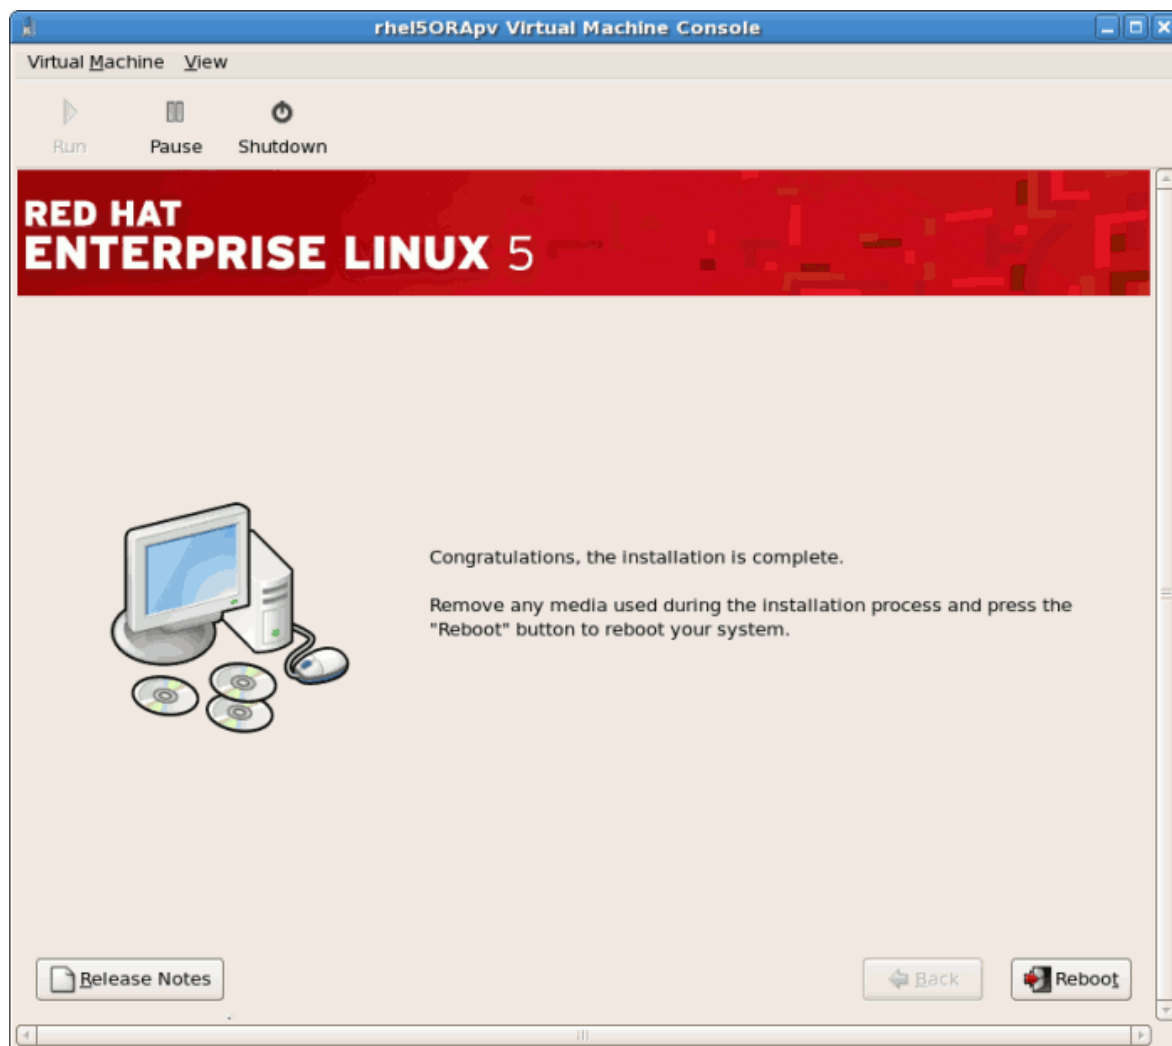 rhel5ORApv Virtual Machine Console
Virtual Machine View
Run Pause Shutdown
RED HAT
ENTERPRISE LINUX 5
Congratulations, the installation is complete.
Remove any media used during the installation process and press the
"Reboot" button to reboot your system.
Release Notes Back Reboot